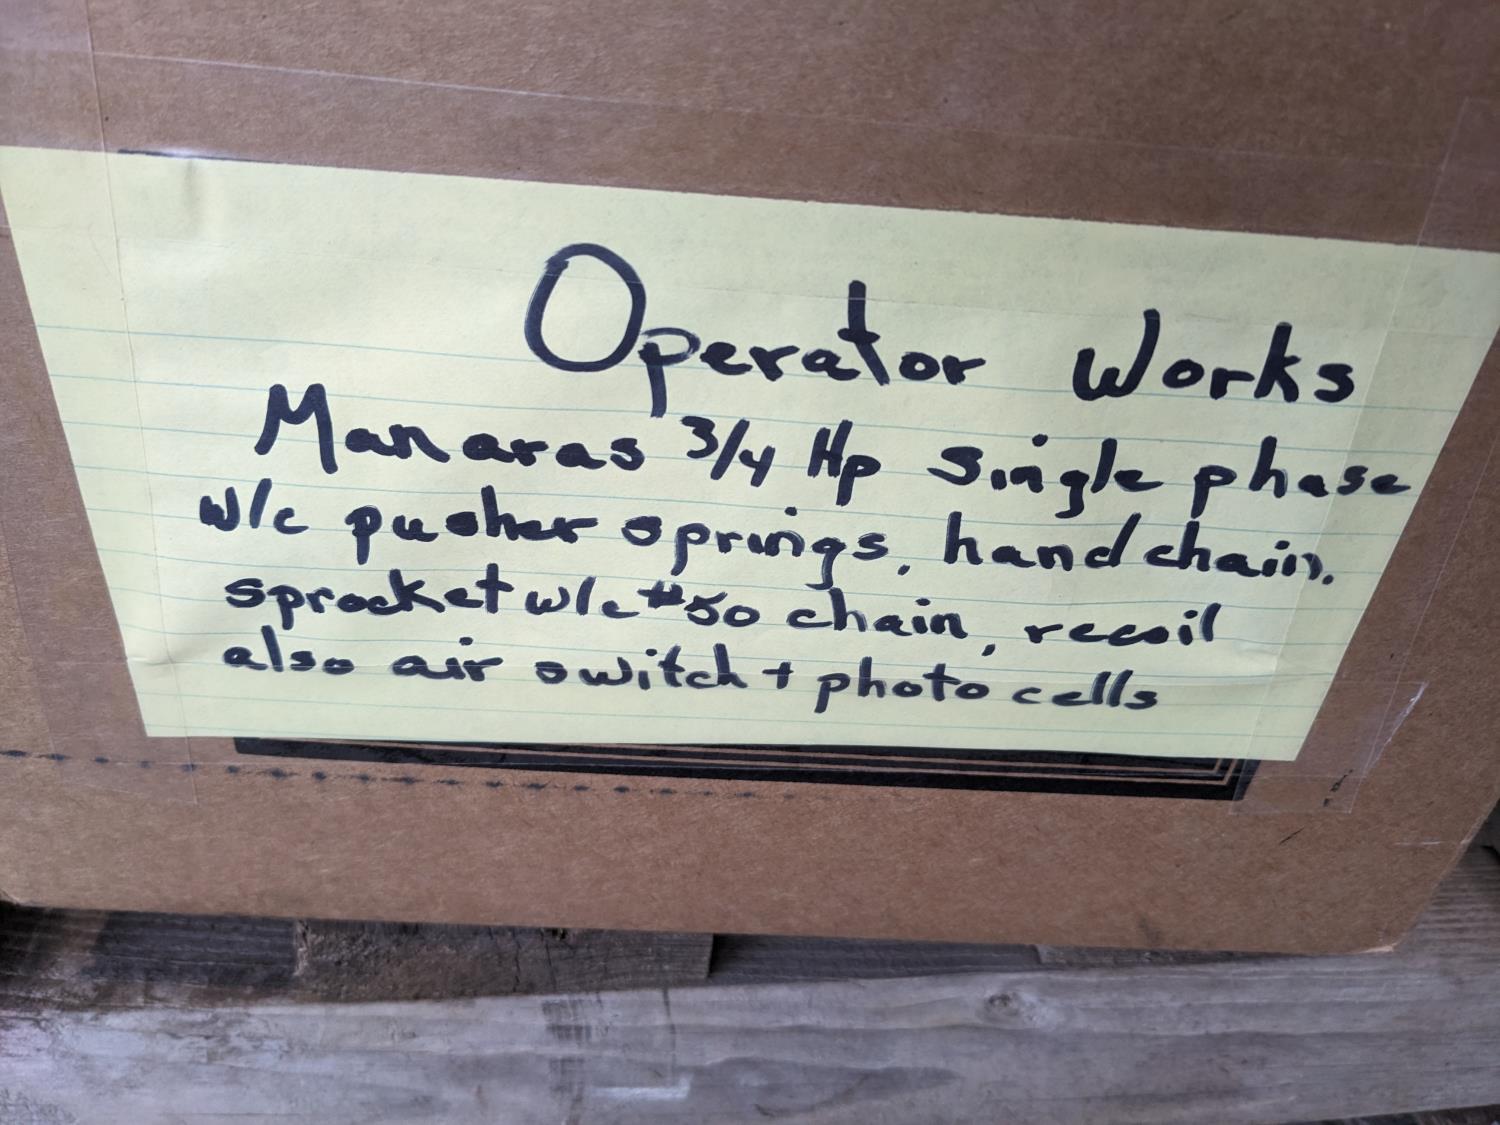 Operator Works
Manaras 3/4 Hp Single phase
w/c pusher springs, hand chain,
sprocket w/c #50 chain, recoil
also air switch + photo cells